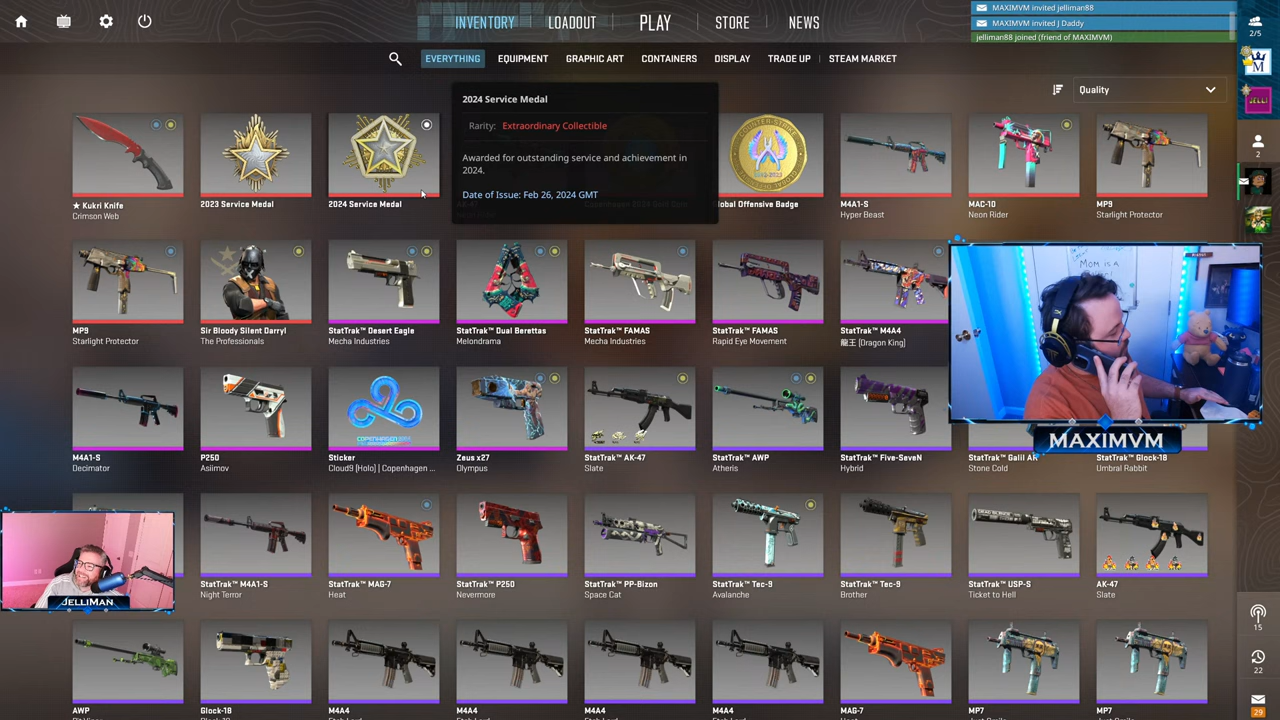 INVENTORY
LOADOUT
PLAY
STORE
NEWS
MAXIMVM invited jelliman88
MAXIMVM invited J Daddy
jelliman88 joined (friend of MAXIMVM)
2/5
EVERYTHING
EQUIPMENT
GRAPHIC ART
CONTAINERS
DISPLAY
TRADE UP
STEAM MARKET
Quality
2024 Service Medal
Rarity: Extraordinary Collectible
Awarded for outstanding service and achievement in
2024.
Date of Issue: Feb 26, 2024 GMT
M
JELLI
2
★ Kukri Knife
Crimson Web
2023 Service Medal
2024 Service Medal
Global Offensive Badge
M4A1-S
Hyper Beast
MAC-10
Neon Rider
MP9
Starlight Protector
MP9
Starlight Protector
Sir Bloody Silent Darryl
The Professionals
StatTrak™ Desert Eagle
Mecha Industries
StatTrak™ Dual Berettas
Melondrama
StatTrak™ FAMAS
Mecha Industries
StatTrak™ FAMAS
Rapid Eye Movement
StatTrak™ M4A4
龍王 (Dragon King)
MOM IS A
MAXIMVM
M4A1-S
Decimator
P250
Asiimov
Sticker
Cloud9 (Holo) | Copenhagen ...
Zeus x27
Olympus
StatTrak™ AK-47
Slate
StatTrak™ AWP
Atheris
StatTrak™ Five-SeveN
Hybrid
StatTrak™ Galil AR
Stone Cold
StatTrak™ Glock-18
Umbral Rabbit
JELLIMAN
StatTrak™ M4A1-S
Night Terror
StatTrak™ MAG-7
Heat
StatTrak™ P250
Nevermore
StatTrak™ PP-Bizon
Space Cat
StatTrak™ Tec-9
Avalanche
StatTrak™ Tec-9
Brother
StatTrak™ USP-S
Ticket to Hell
AK-47
Slate
15
22
29
AWP
Glock-18
M4A4
M4A4
M4A4
M4A4
MAG-7
MP7
MP7